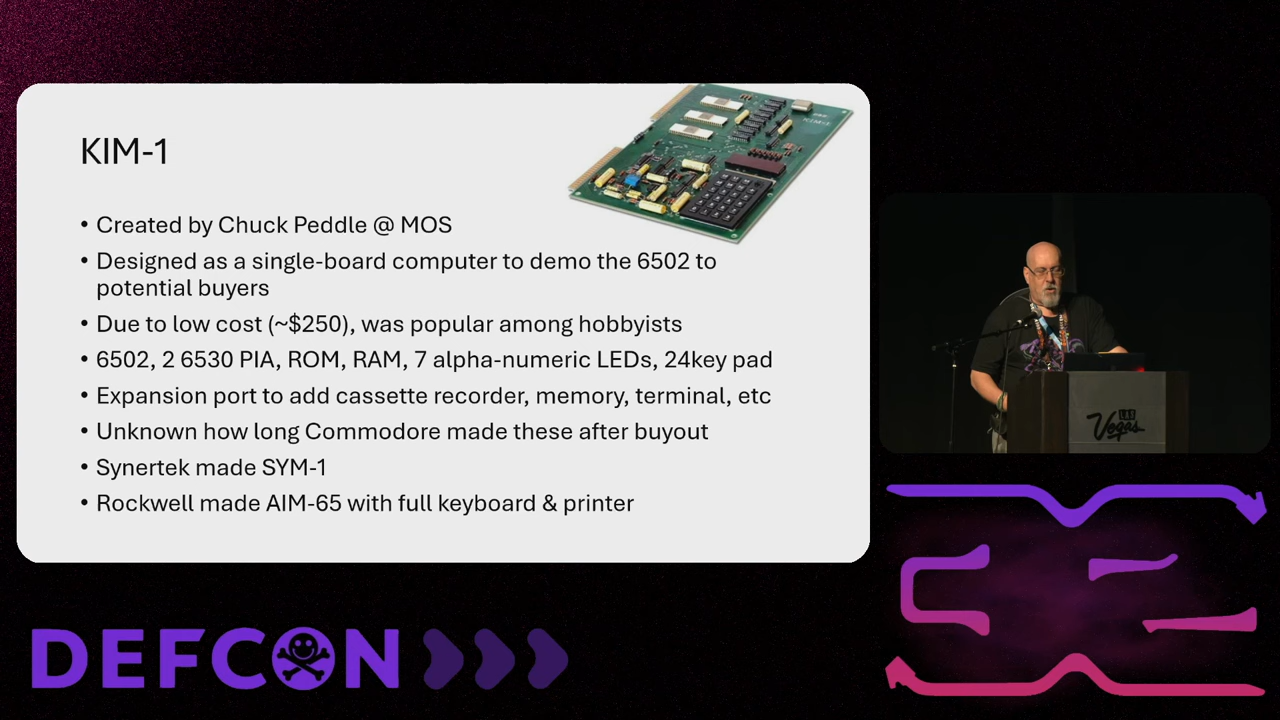 KIM-1
• Created by Chuck Peddle @ MOS
• Designed as a single-board computer to demo the 6502 to
potential buyers
• Due to low cost (~$250), was popular among hobbyists
• 6502, 2 6530 PIA, ROM, RAM, 7 alpha-numeric LEDs, 24key pad
• Expansion port to add cassette recorder, memory, terminal, etc
• Unknown how long Commodore made these after buyout
• Synertek made SYM-1
• Rockwell made AIM-65 with full keyboard & printer
Vegas
DEFCON